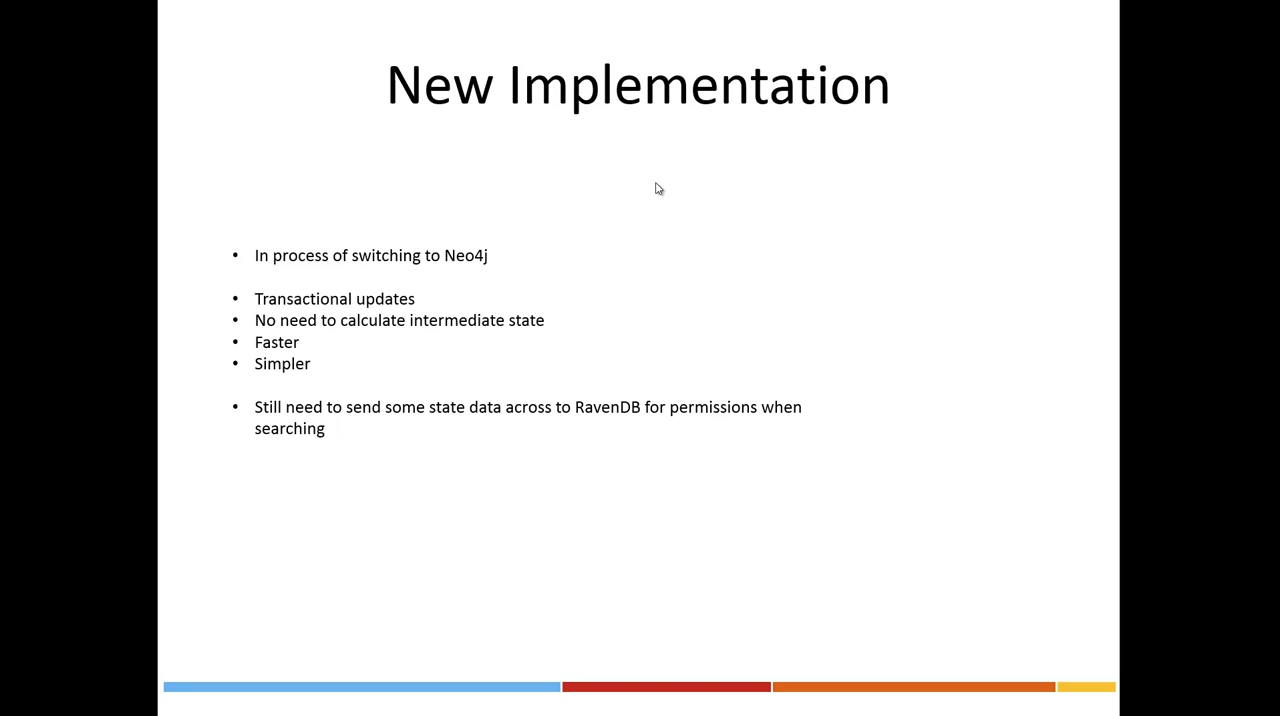 New Implementation
• In process of switching to Neo4j
• Transactional updates
• No need to calculate intermediate state
• Faster
• Simpler
• Still need to send some state data across to RavenDB for permissions when
searching